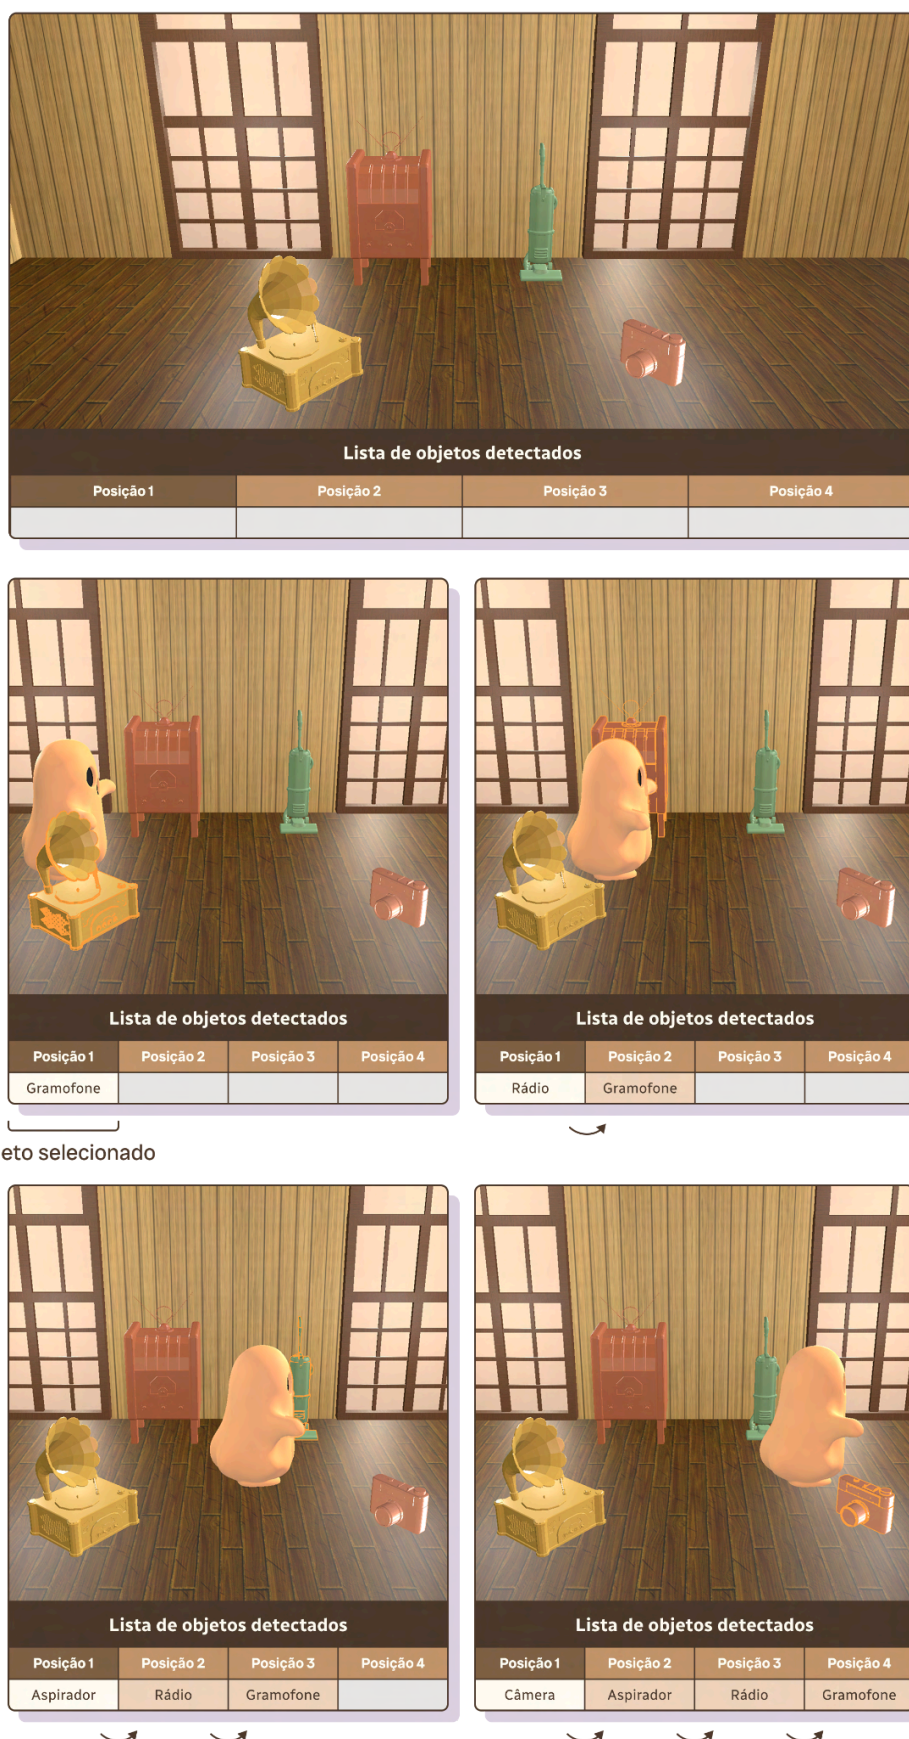 Lista de objetos detectados
Posição 1 Posição 2 Posição 3 Posição 4
Lista de objetos detectados
Posição 1 Posição 2 Posição 3 Posição 4
Gramofone
Lista de objetos detectados
Posição 1 Posição 2 Posição 3 Posição 4
Rádio Gramofone
eto selecionado
Lista de objetos detectados
Posição 1 Posição 2 Posição 3 Posição 4
Aspirador Rádio Gramofone
Lista de objetos detectados
Posição 1 Posição 2 Posição 3 Posição 4
Câmera Aspirador Rádio Gramofone